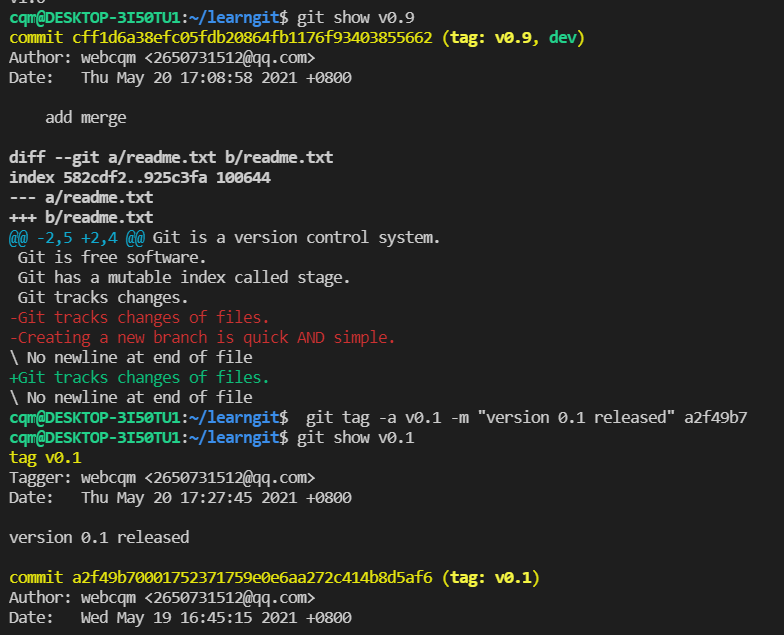 cqm@DESKTOP-3I50TU1:~/learngit$ git show v0.9
commit cff1d6a38efc05fdb20864fb1176f93403855662 (tag: v0.9, dev)
Author: webcqm <2650731512@qq.com>
Date:   Thu May 20 17:08:58 2021 +0800
    add merge
diff --git a/readme.txt b/readme.txt
index 582cdf2..925c3fa 100644
--- a/readme.txt
+++ b/readme.txt
@@ -2,5 +2,4 @@ Git is a version control system.
 Git is free software.
 Git has a mutable index called stage.
 Git tracks changes.
-Git tracks changes of files.
-Creating a new branch is quick AND simple.
\ No newline at end of file
+Git tracks changes of files.
\ No newline at end of file
cqm@DESKTOP-3I50TU1:~/learngit$  git tag -a v0.1 -m "version 0.1 released" a2f49b7
cqm@DESKTOP-3I50TU1:~/learngit$ git show v0.1
tag v0.1
Tagger: webcqm <2650731512@qq.com>
Date:   Thu May 20 17:27:45 2021 +0800
version 0.1 released
commit a2f49b70001752371759e0e6aa272c414b8d5af6 (tag: v0.1)
Author: webcqm <2650731512@qq.com>
Date:   Wed May 19 16:45:15 2021 +0800